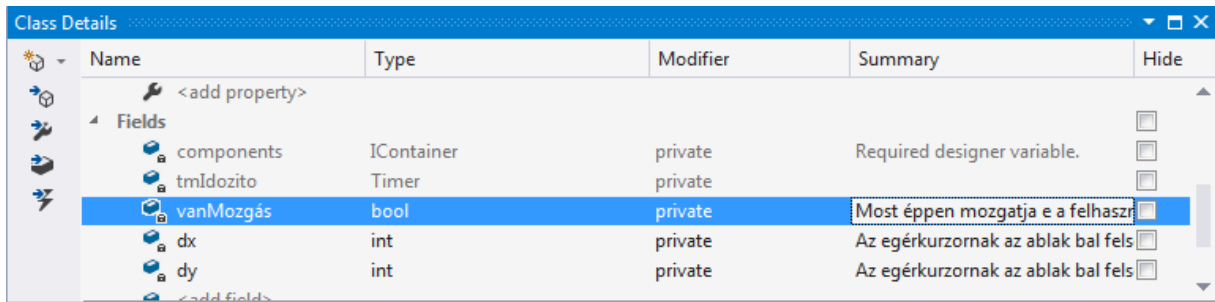 Class Details
Name Type Modifier Summary Hide
<add property>
Fields
components IContainer private Required designer variable.
tmIdozito Timer private
vanMozgás bool private Most éppen mozgatja e a
dx int private Az egérkurzornak az ablak bal fels
dy int private Az egérkurzornak az ablak bal fels
<add field>